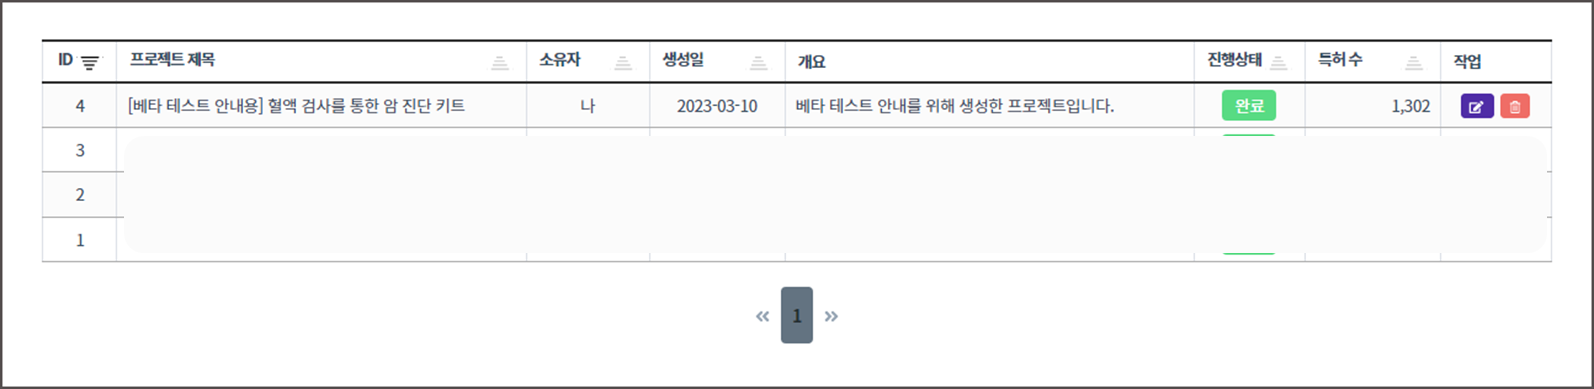 ID 프로젝트 제목 소유자 생성일 개요 진행상태 특허 수 작업
4 [베타 테스트 안내용] 혈액 검사를 통한 암 진단 키트 나 2023-03-10 베타 테스트 안내를 위해 생성한 프로젝트입니다. 완료 1,302
3
2
1
« 1 »